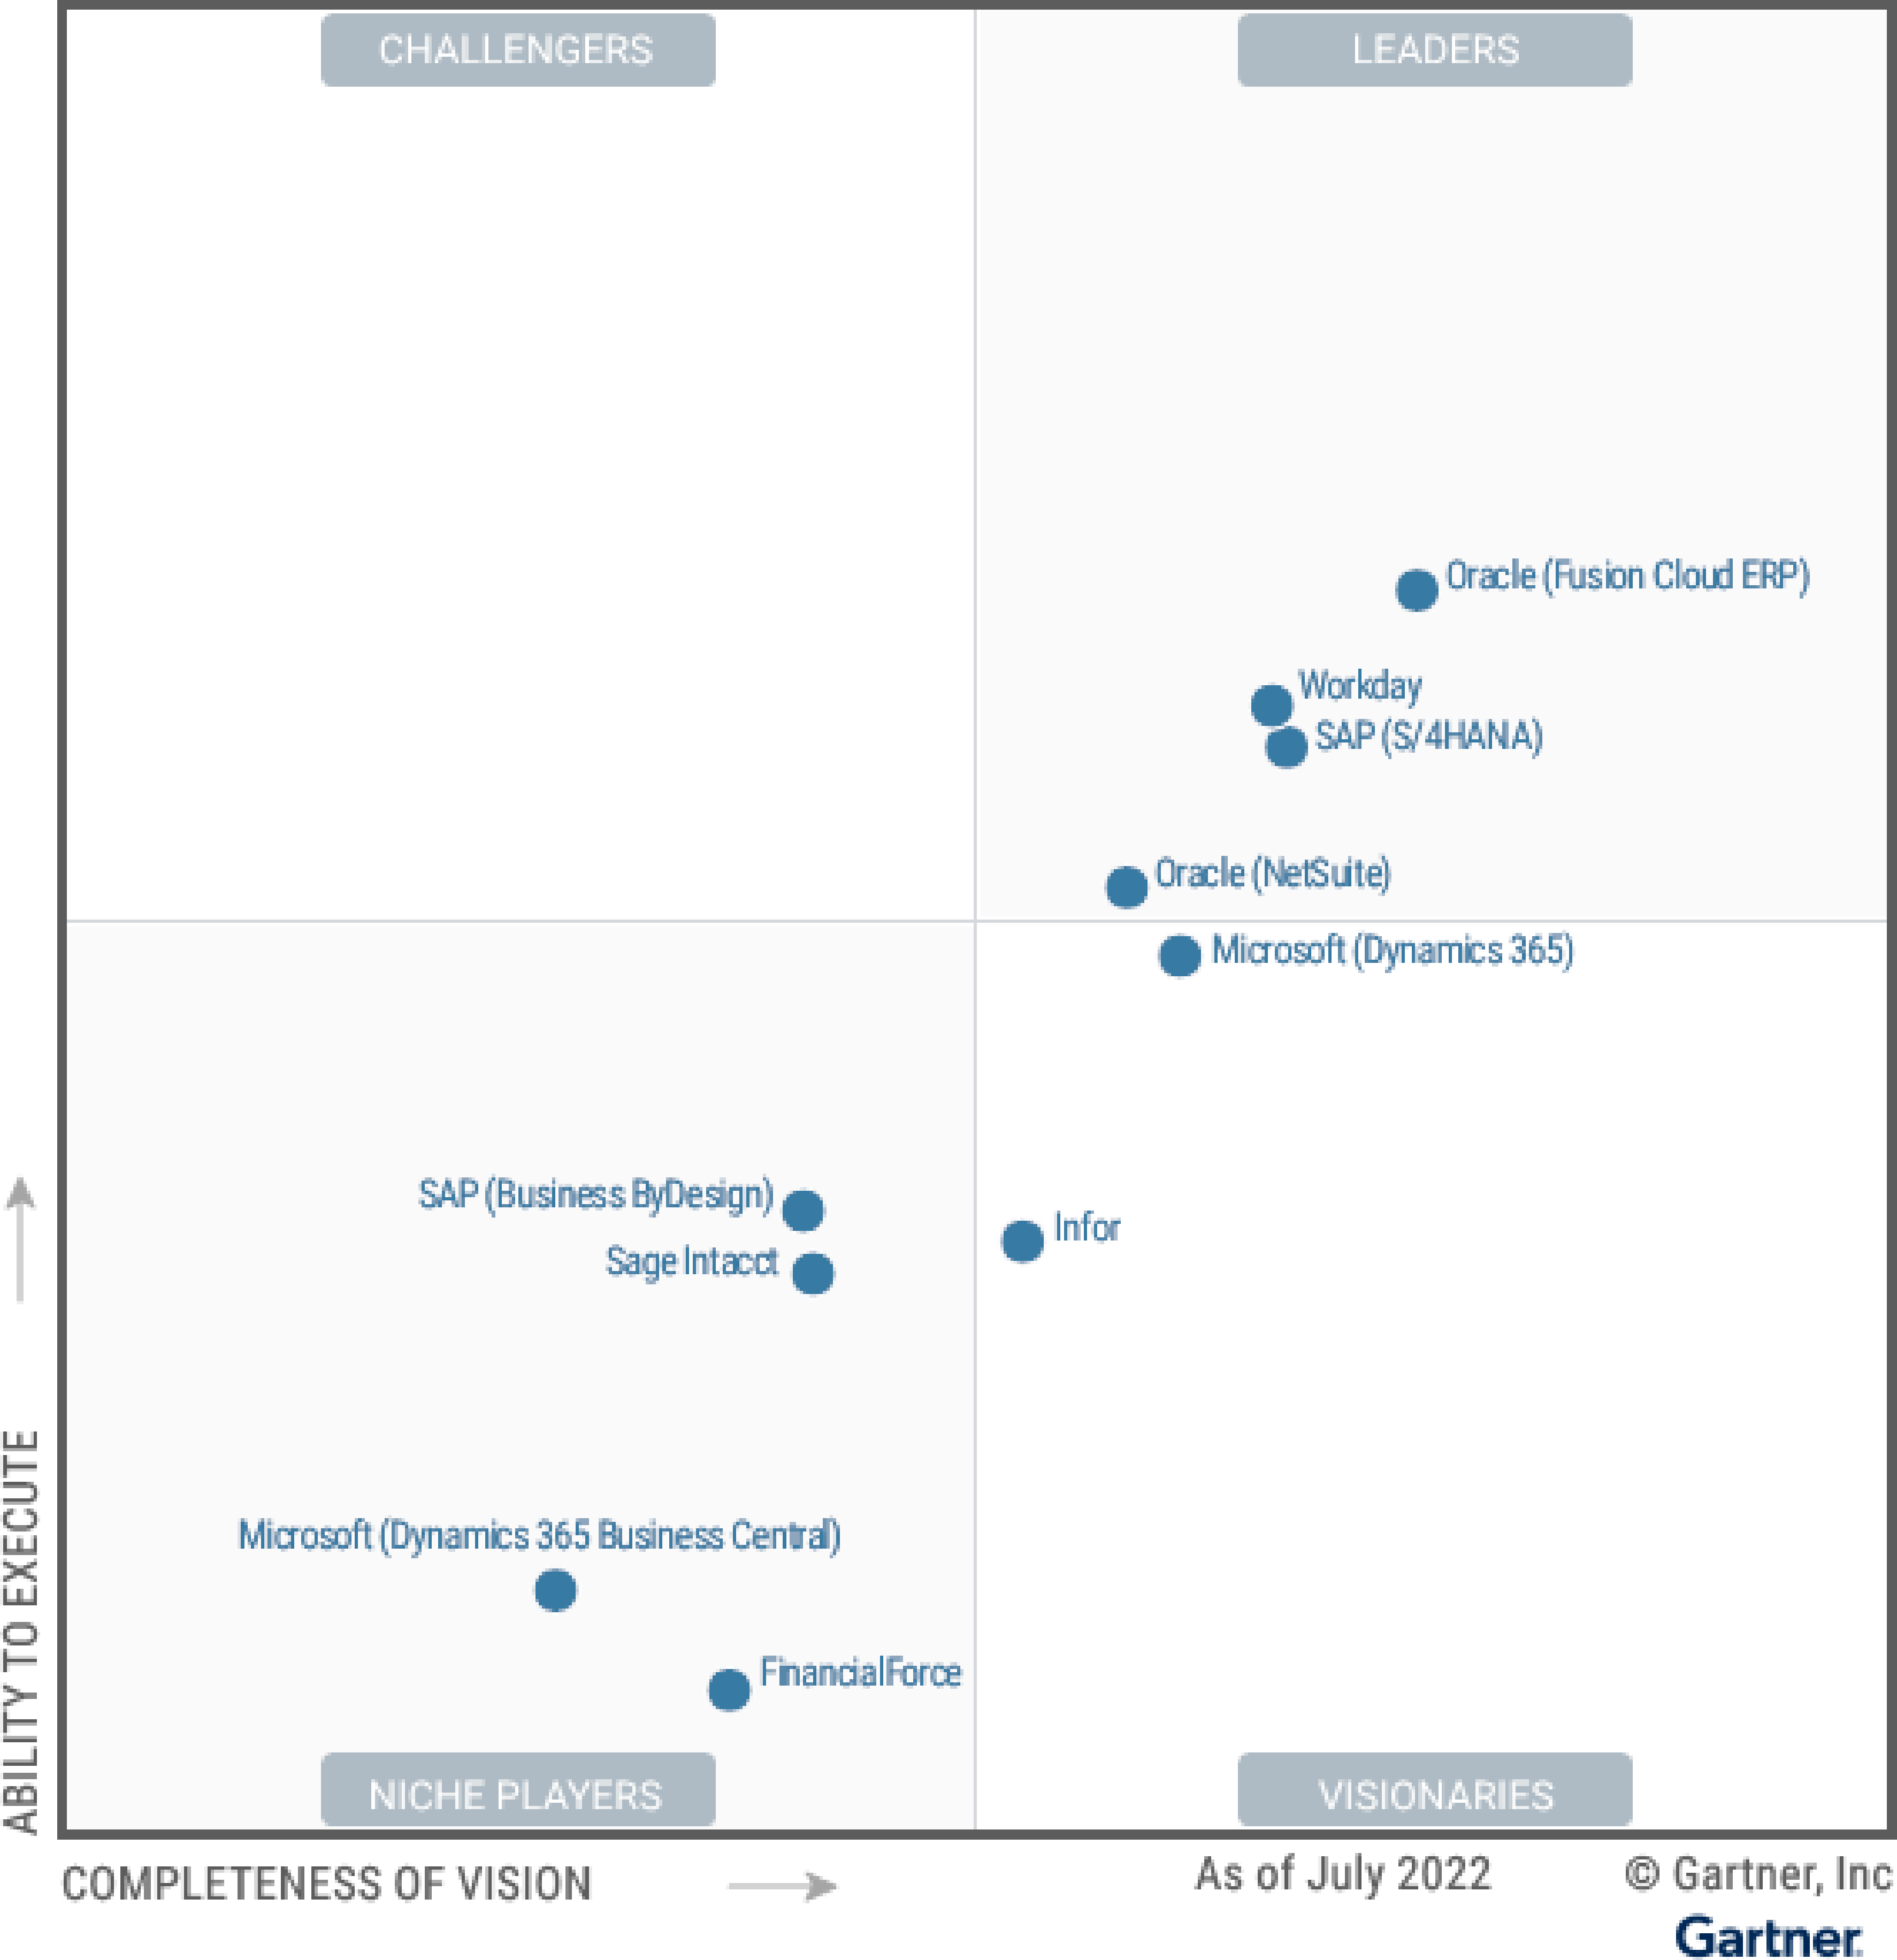 CHALLENGERS
LEADERS
Oracle (Fusion Cloud ERP)
Workday
SAP (S/4HANA)
Oracle (NetSuite)
Microsoft (Dynamics 365)
SAP (Business ByDesign)
Infor
Sage Intacct
Microsoft (Dynamics 365 Business Central)
FinancialForce
NICHE PLAYERS
VISIONARIES
ABILITY TO EXECUTE
COMPLETENESS OF VISION
As of July 2022
© Gartner, Inc
Gartner